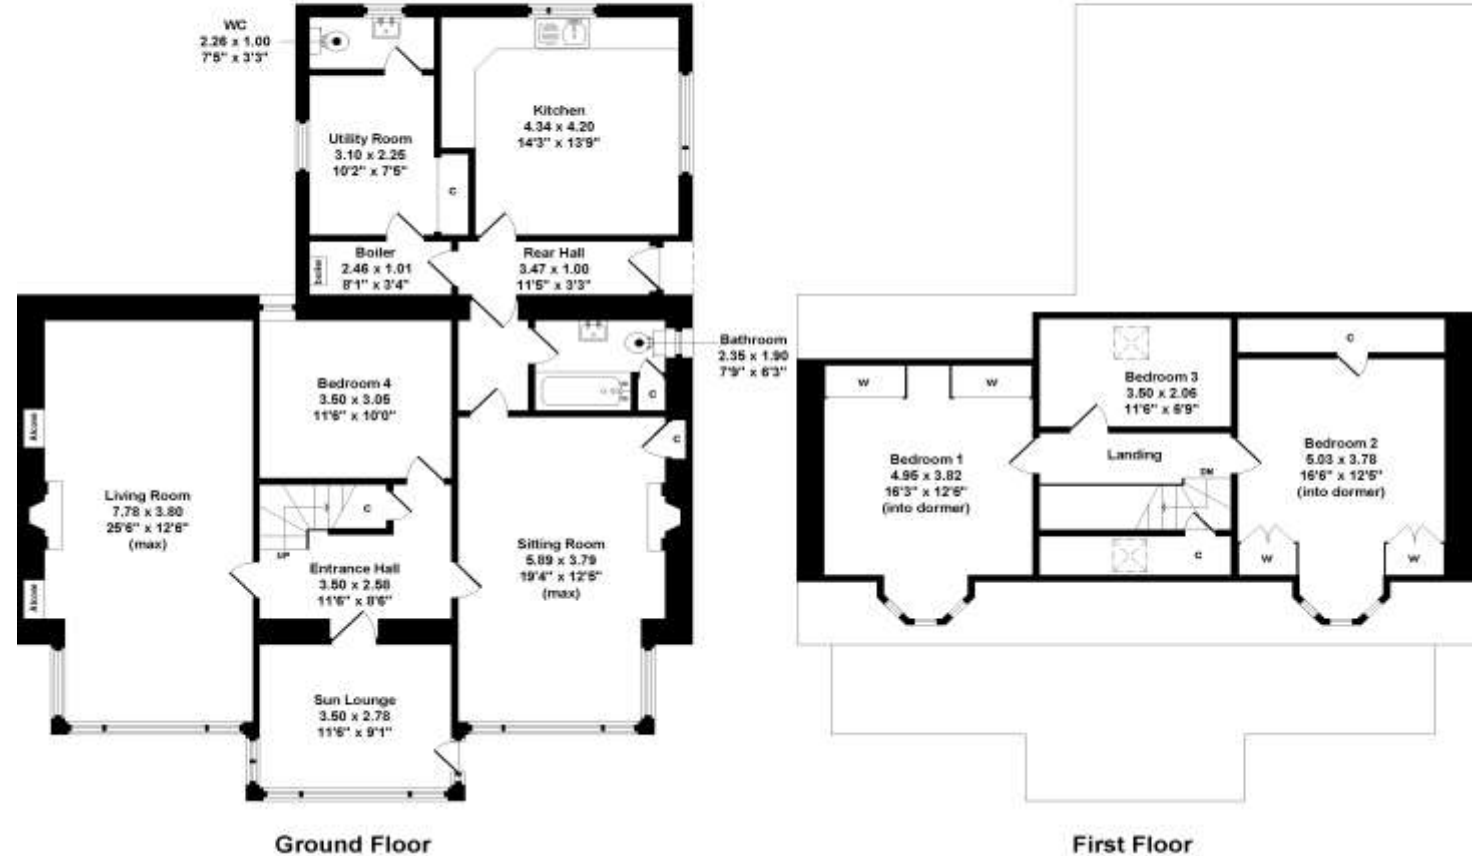 WC
2.26 x 1.00
7'5" x 3'3"
Kitchen
4.34 x 4.20
14'3" x 13'9"
Utility Room
3.10 x 2.25
10'2" x 7'5"
C
Boiler
2.46 x 1.01
8'1" x 3'4"
boiler
Rear Hall
3.47 x 1.00
11'5" x 3'3"
Bathroom
2.35 x 1.90
7'9" x 6'3"
C
Bedroom 4
3.50 x 3.05
11'6" x 10'0"
Alcove
C
Living Room
7.78 x 3.80
25'6" x 12'6"
(max)
C
UP
Sitting Room
5.89 x 3.79
19'4" x 12'5"
(max)
Entrance Hall
3.50 x 2.58
11'6" x 8'6"
Alcove
Sun Lounge
3.50 x 2.78
11'6" x 9'1"
Ground Floor
C
W
W
Bedroom 3
3.50 x 2.06
11'6" x 6'9"
Landing
DN
Bedroom 1
4.95 x 3.82
16'3" x 12'6"
(into dormer)
Bedroom 2
5.03 x 3.78
16'6" x 12'5"
(into dormer)
C
W
W
First Floor